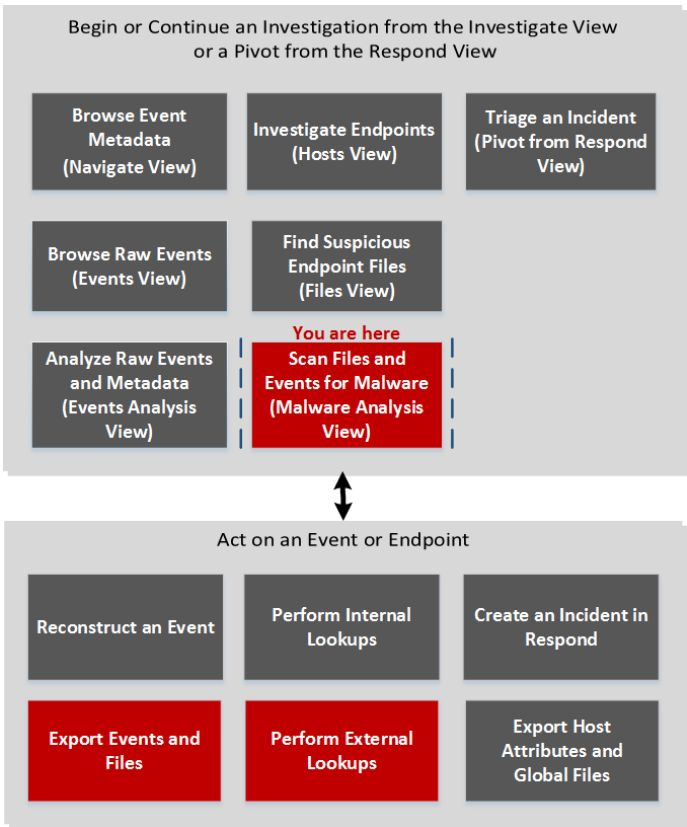 Begin or Continue an Investigation from the Investigate View
or a Pivot from the Respond View
Browse Event
Metadata
(Navigate View)
Investigate Endpoints
(Hosts View)
Triage an Incident
(Pivot from Respond
View)
Browse Raw Events
(Events View)
Find Suspicious
Endpoint Files
(Files View)
Analyze Raw Events
and Metadata
(Events Analysis
View)
You are here
Scan Files and
Events for Malware
(Malware Analysis
View)
Act on an Event or Endpoint
Reconstruct an Event
Perform Internal
Lookups
Create an Incident in
Respond
Export Events and
Files
Perform External
Lookups
Export Host
Attributes and
Global Files